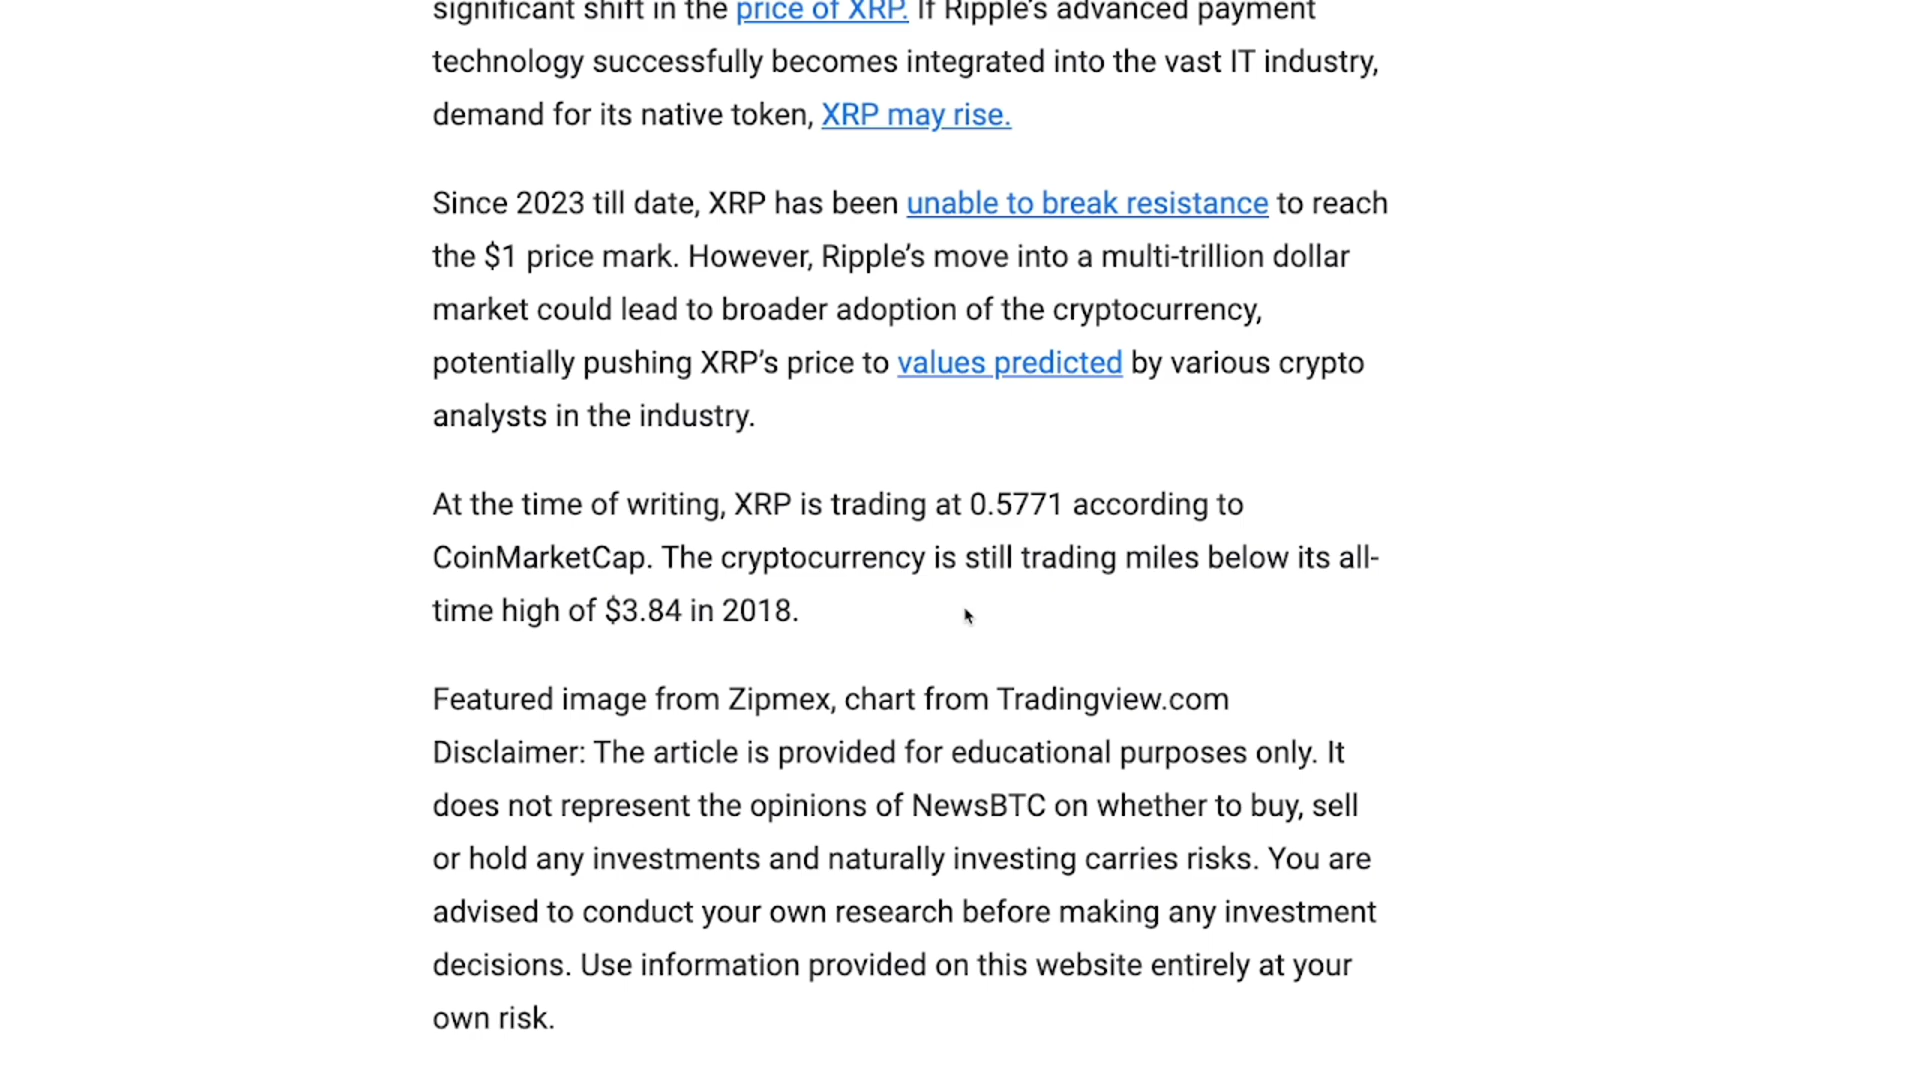 significant shift in the price of XRP. If Ripple’s advanced payment
technology successfully becomes integrated into the vast IT industry,
demand for its native token, XRP may rise.
Since 2023 till date, XRP has been unable to break resistance to reach
the $1 price mark. However, Ripple’s move into a multi-trillion dollar
market could lead to broader adoption of the cryptocurrency,
potentially pushing XRP’s price to values predicted by various crypto
analysts in the industry.
At the time of writing, XRP is trading at 0.5771 according to
CoinMarketCap. The cryptocurrency is still trading miles below its all-
time high of $3.84 in 2018.
Featured image from Zipmex, chart from Tradingview.com
Disclaimer: The article is provided for educational purposes only. It
does not represent the opinions of NewsBTC on whether to buy, sell
or hold any investments and naturally investing carries risks. You are
advised to conduct your own research before making any investment
decisions. Use information provided on this website entirely at your
own risk.